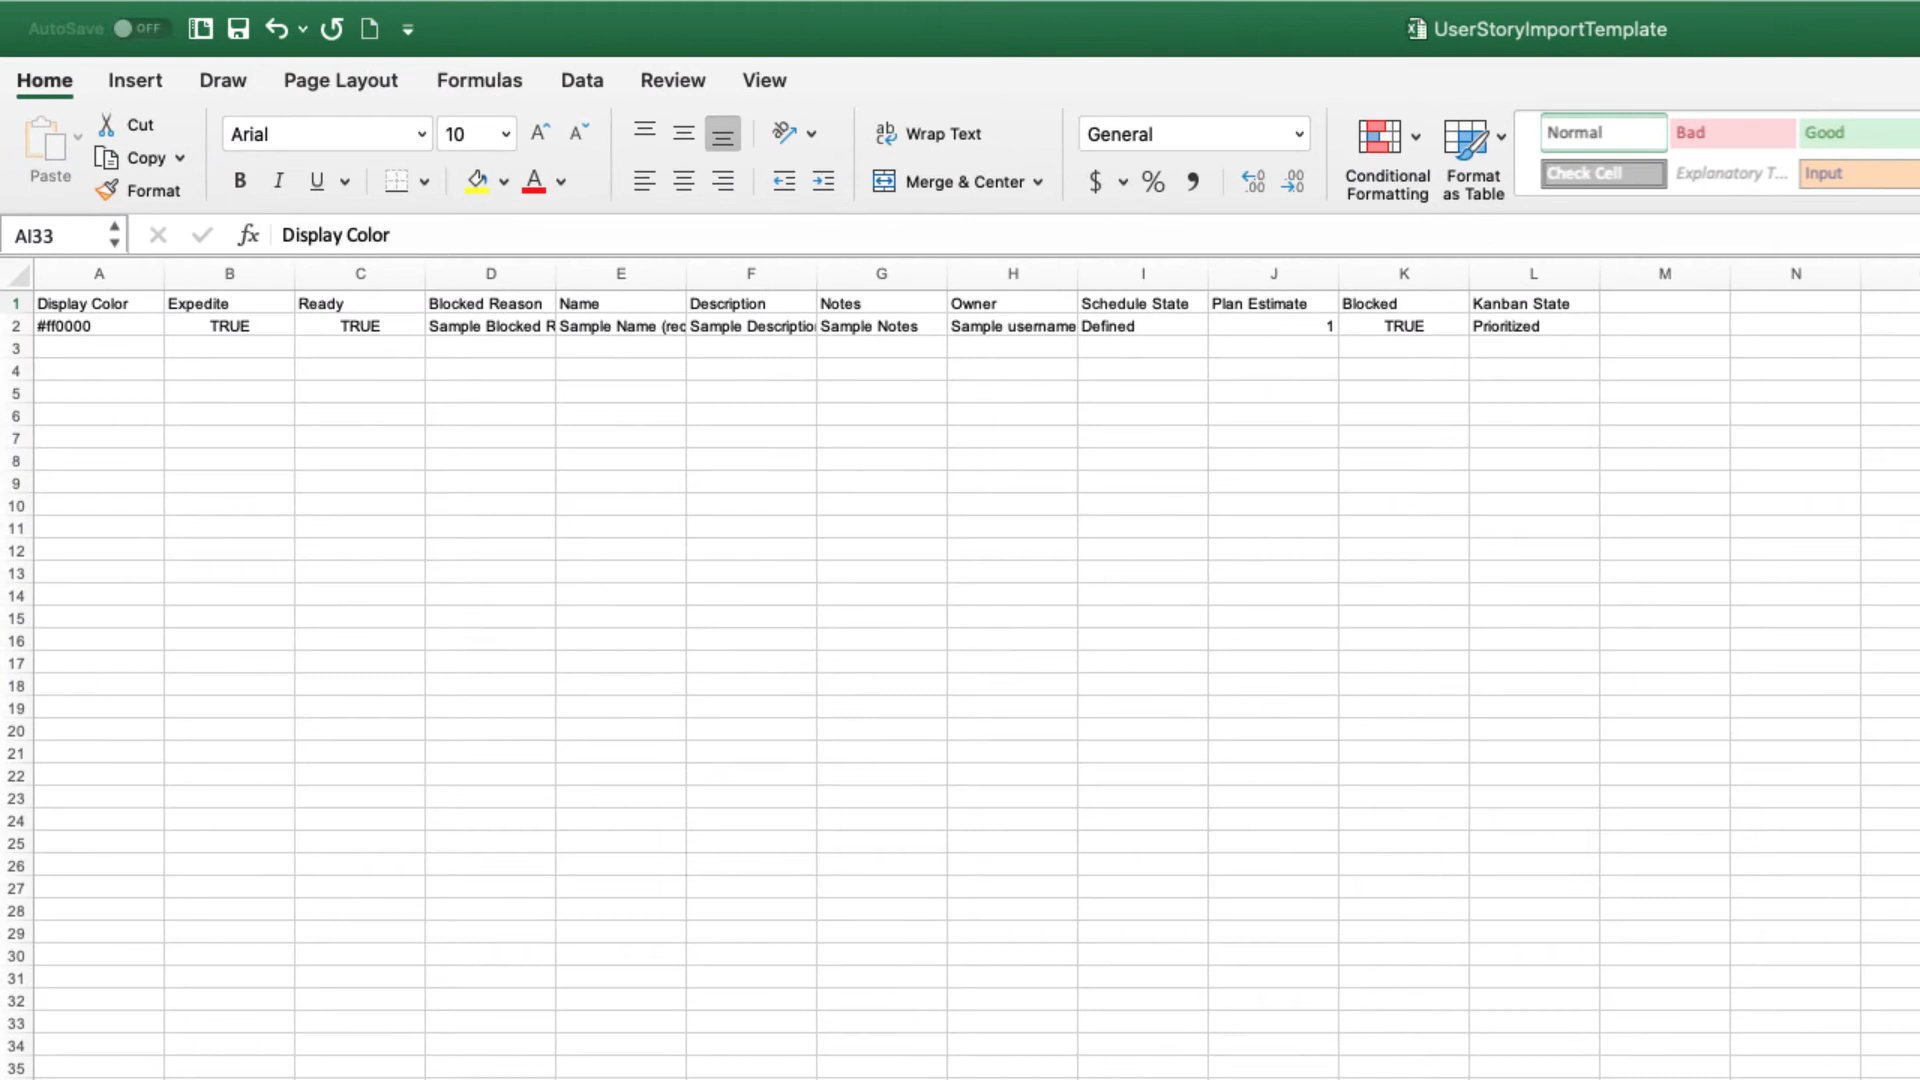 AutoSave OFF UserStoryImportTemplate
Home Insert Draw Page Layout Formulas Data Review View
Paste Cut Copy Format
Arial 10
B I U A
Wrap Text
Merge & Center
General
$ % 9
Conditional Formatting
Format as Table
Normal Bad Good
Check Cell Explanatory T... Input
AI33 fx Display Color
A B C D E F G H I J K L M N
1 Display Color Expedite Ready Blocked Reason Name Description Notes Owner Schedule State Plan Estimate Blocked Kanban State
2 #ff0000 TRUE TRUE Sample Blocked R Sample Name (req Sample Descriptio Sample Notes Sample username Defined 1 TRUE Prioritized
3
4
5
6
7
8
9
10
11
12
13
14
15
16
17
18
19
20
21
22
23
24
25
26
27
28
29
30
31
32
33
34
35